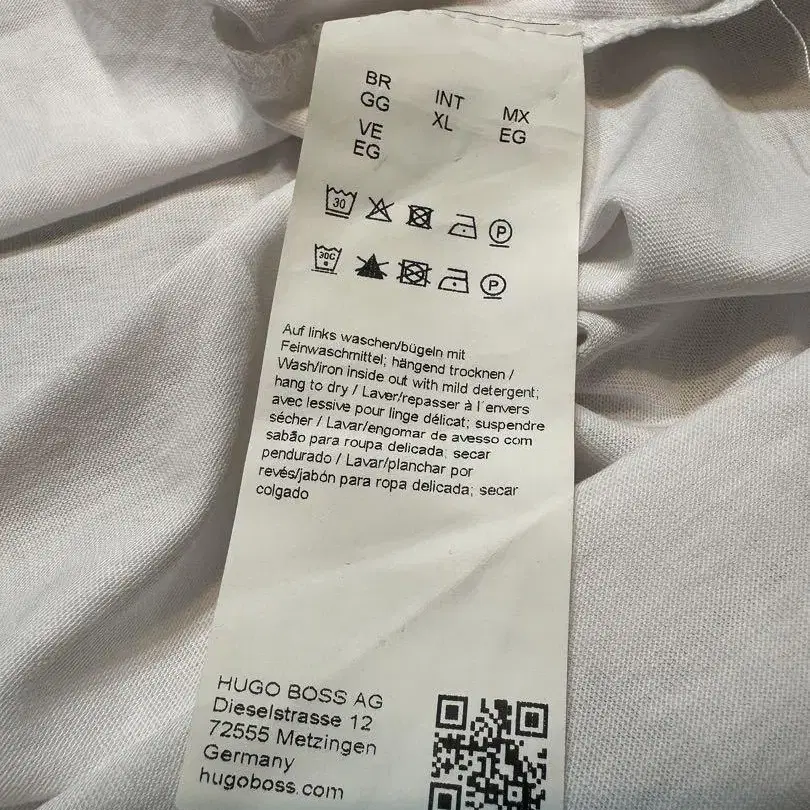 BR
GG
INT
XL
MX
EG
VE
EG
30
P
30C
P
Auf links waschen/bügeln mit
Feinwaschmittel; hängend trocknen /
Wash/iron inside out with mild detergent;
hang to dry / Laver/repasser à l´envers
avec lessive pour linge délicat; suspendre
sécher / Lavar/engomar de avesso com
sabão para roupa delicada; secar
pendurado / Lavar/planchar por
revés/jabón para ropa delicada; secar
colgado
HUGO BOSS AG
Dieselstrasse 12
72555 Metzingen
Germany
hugoboss.com